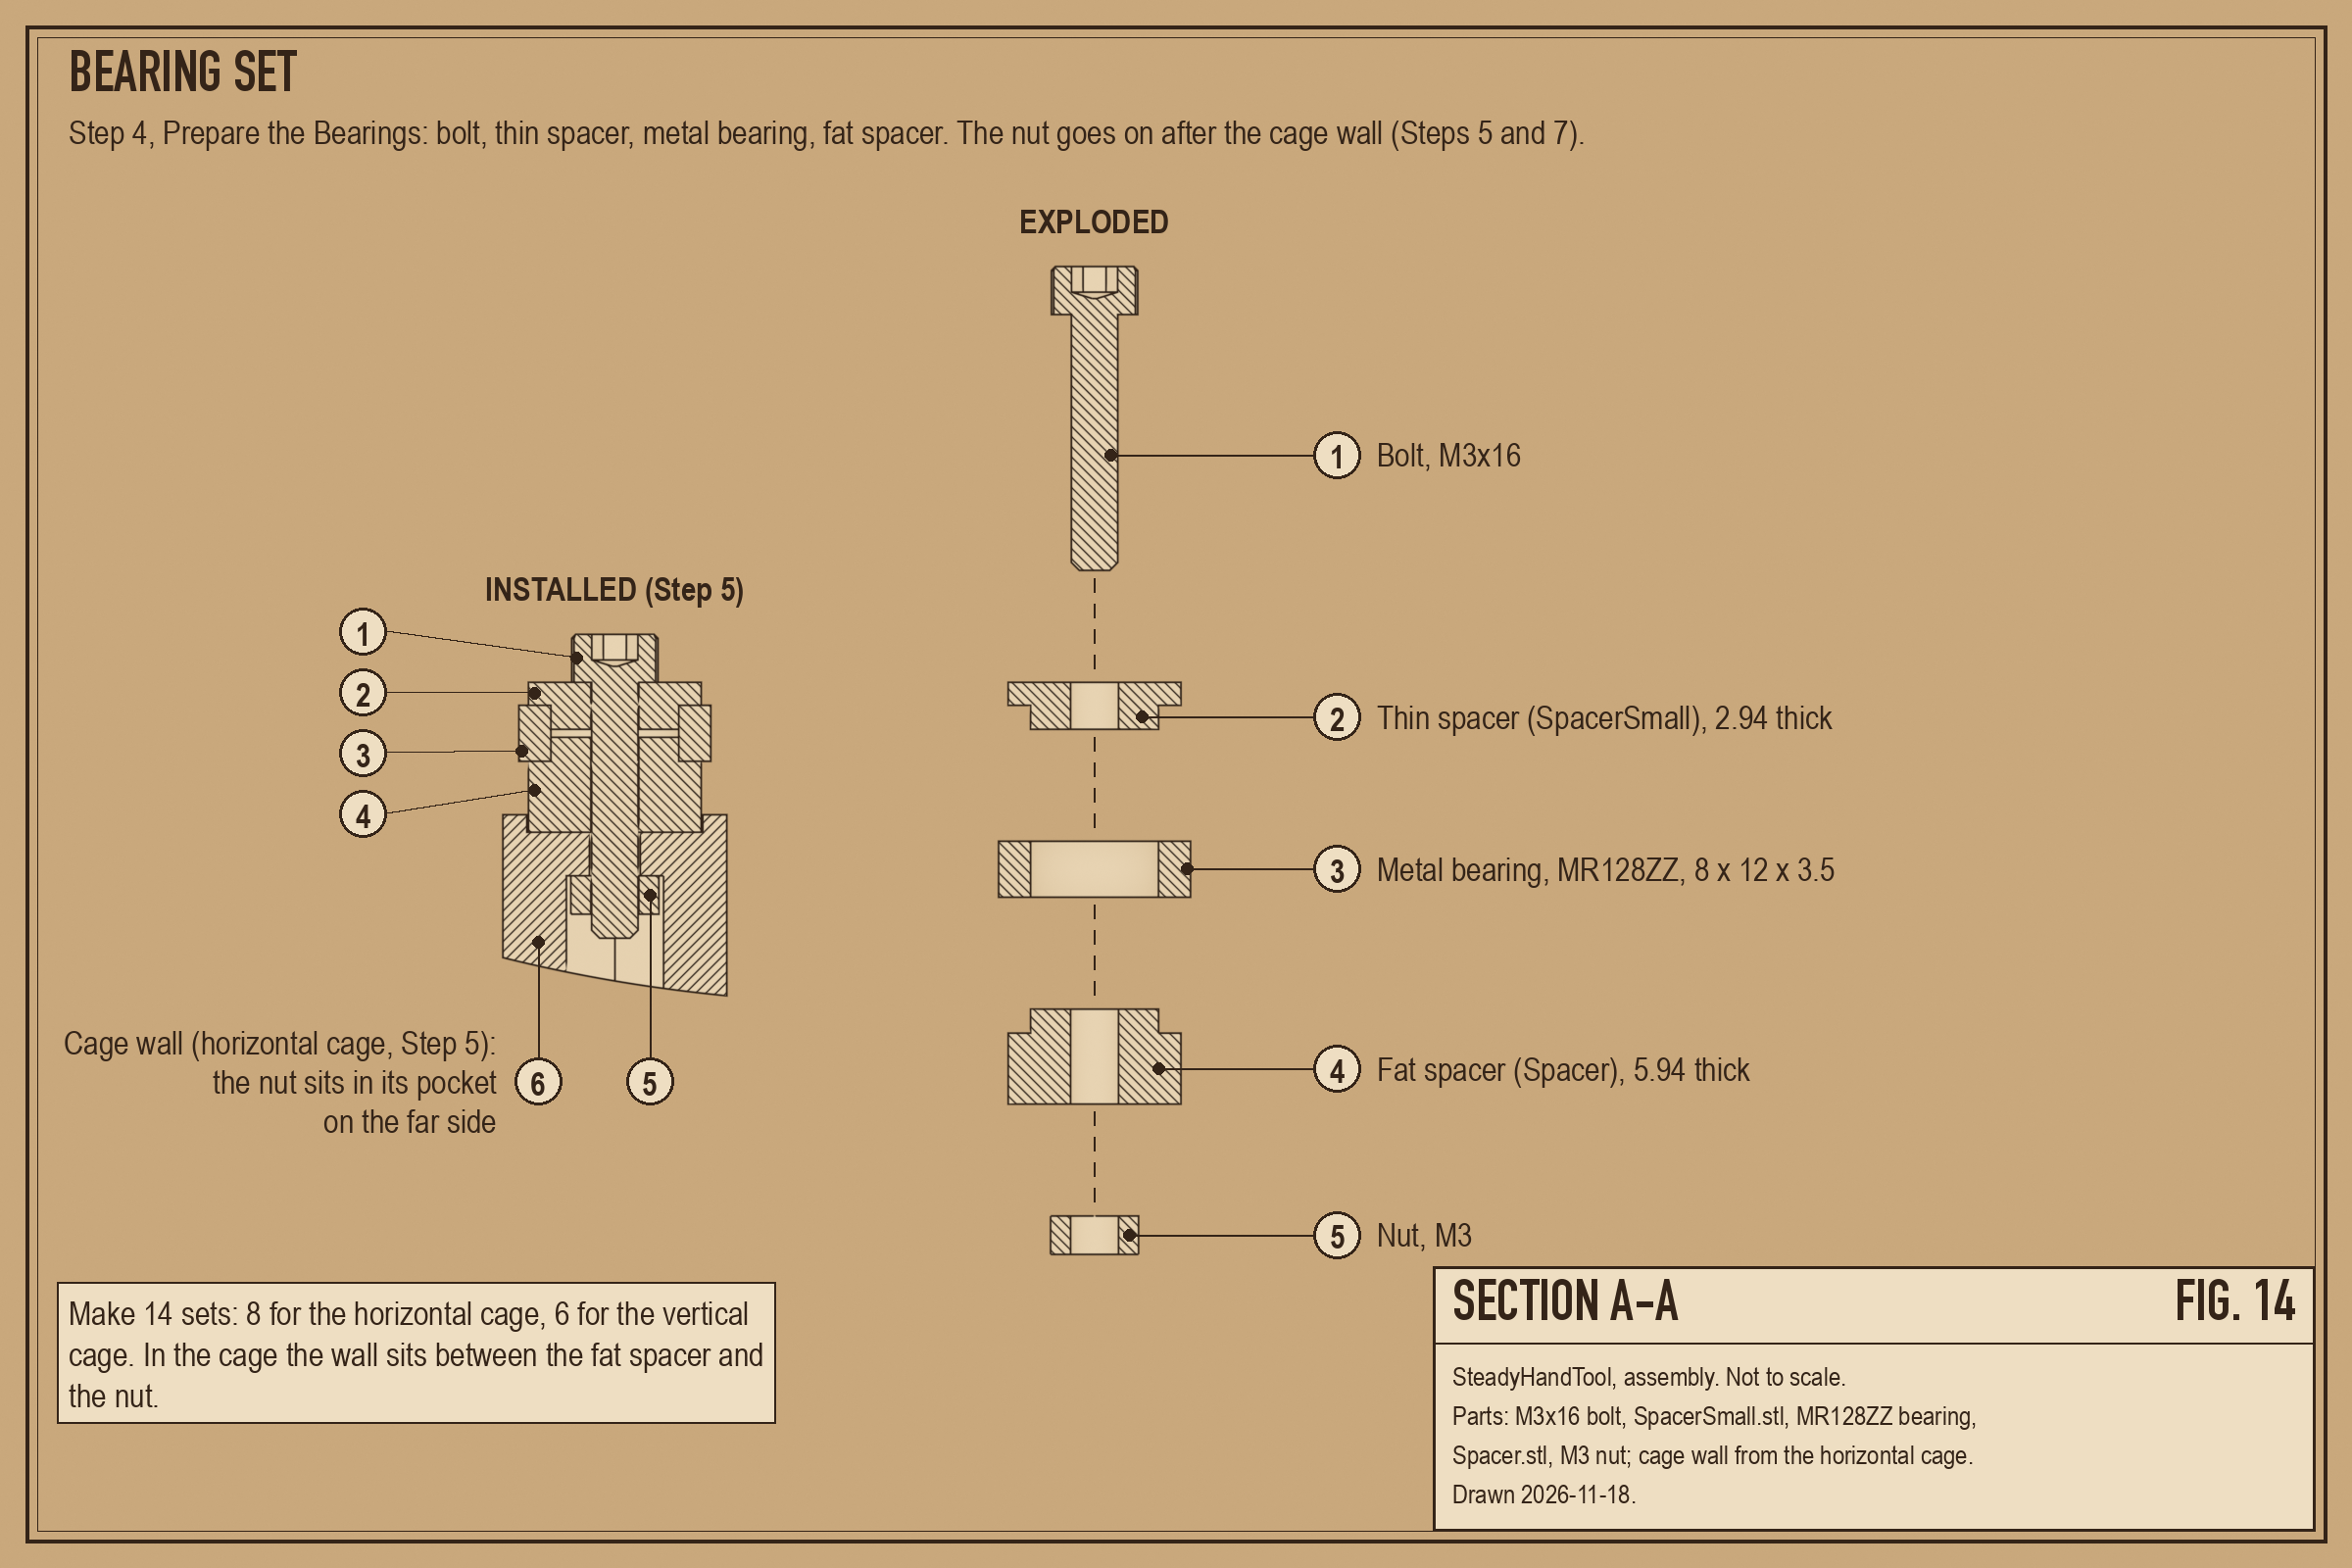 BEARING SET
Step 4, Prepare the Bearings: bolt, thin spacer, metal bearing, fat spacer. The nut goes on after the cage wall (Steps 5 and 7).
EXPLODED
1 Bolt, M3x16
INSTALLED (Step 5)
1
2
3
4
2 Thin spacer (SpacerSmall), 2.94 thick
3 Metal bearing, MR128ZZ, 8 x 12 x 3.5
4 Fat spacer (Spacer), 5.94 thick
Cage wall (horizontal cage, Step 5):
the nut sits in its pocket
on the far side
6
5
5 Nut, M3
Make 14 sets: 8 for the horizontal cage, 6 for the vertical
cage. In the cage the wall sits between the fat spacer and
the nut.
SECTION A-A FIG. 14
SteadyHandTool, assembly. Not to scale.
Parts: M3x16 bolt, SpacerSmall.stl, MR128ZZ bearing,
Spacer.stl, M3 nut; cage wall from the horizontal cage.
Drawn 2026-11-18.